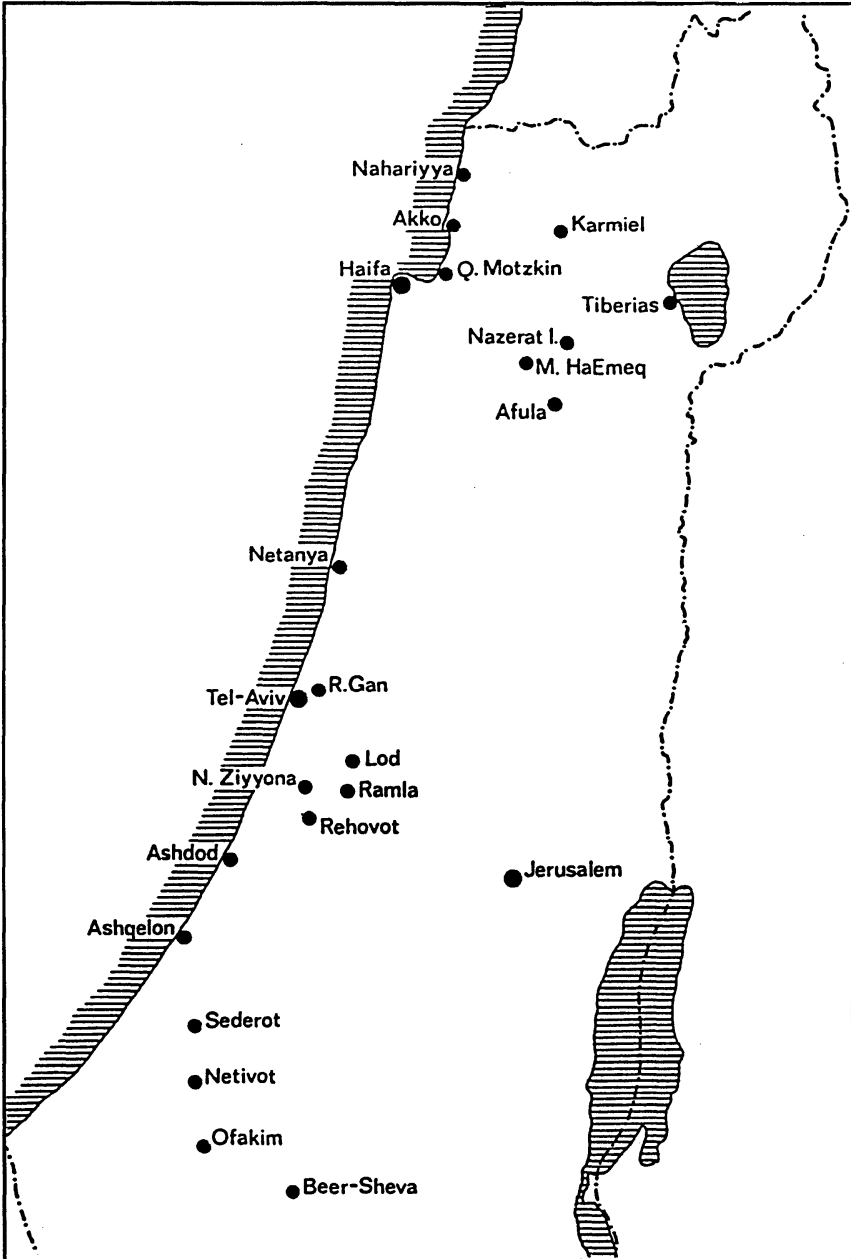 Nahariyya
Akko
Karmiel
Haifa
Q. Motzkin
Tiberias
Nazerat I.
M. HaEmeq
Afula
Netanya
R.Gan
Tel-Aviv
Lod
N. Ziyyona
Ramla
Rehovot
Ashdod
Jerusalem
Ashqelon
Sederot
Netivot
Ofakim
Beer-Sheva